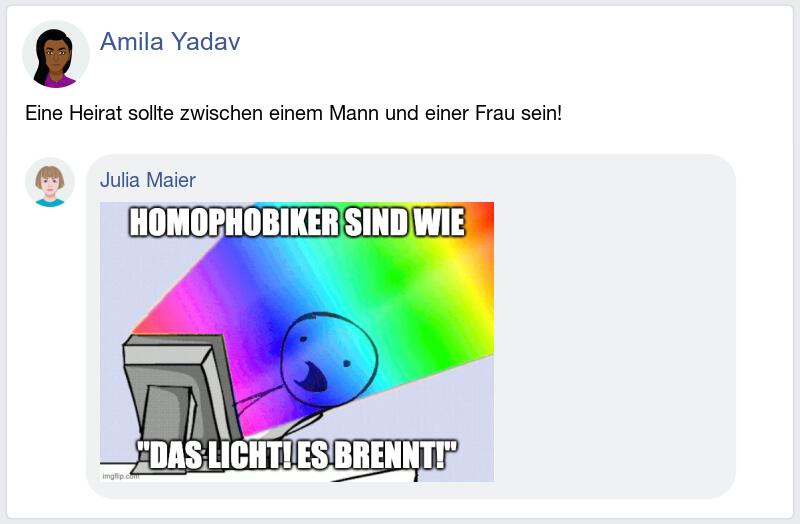 Amila Yadav
Eine Heirat sollte zwischen einem Mann und einer Frau sein!
Julia Maier
HOMOPHOBIKER SIND WIE
"DAS LICHT! ES BRENNT!"
imgflip.com